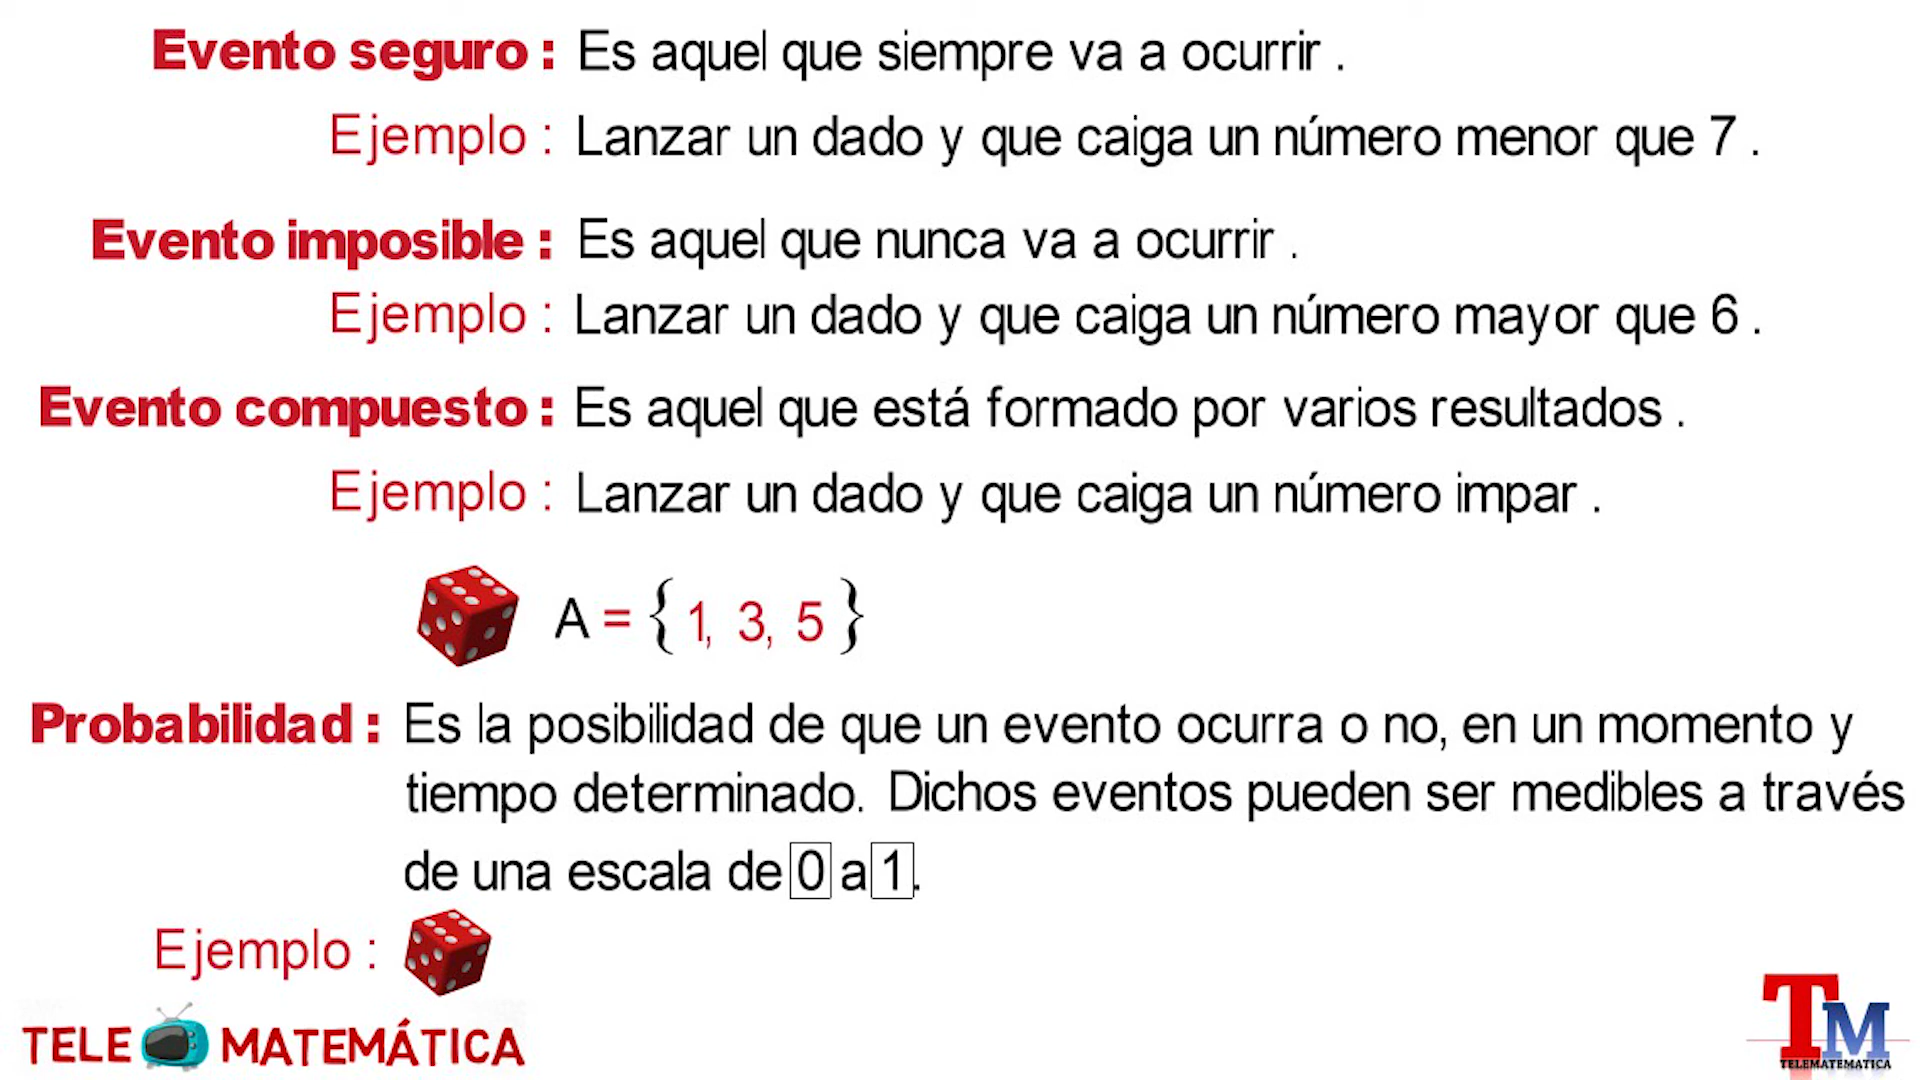 Evento seguro : Es aquel que siempre va a ocurrir .
Ejemplo : Lanzar un dado y que caiga un número menor que 7 .
Evento imposible : Es aquel que nunca va a ocurrir .
Ejemplo : Lanzar un dado y que caiga un número mayor que 6 .
Evento compuesto : Es aquel que está formado por varios resultados .
Ejemplo : Lanzar un dado y que caiga un número impar .
A = { 1, 3, 5 }
Probabilidad : Es la posibilidad de que un evento ocurra o no, en un momento y
tiempo determinado. Dichos eventos pueden ser medibles a través
de una escala de 0 a 1.
Ejemplo :
TELE MATEMÁTICA
TM
TELEMATEMATICA